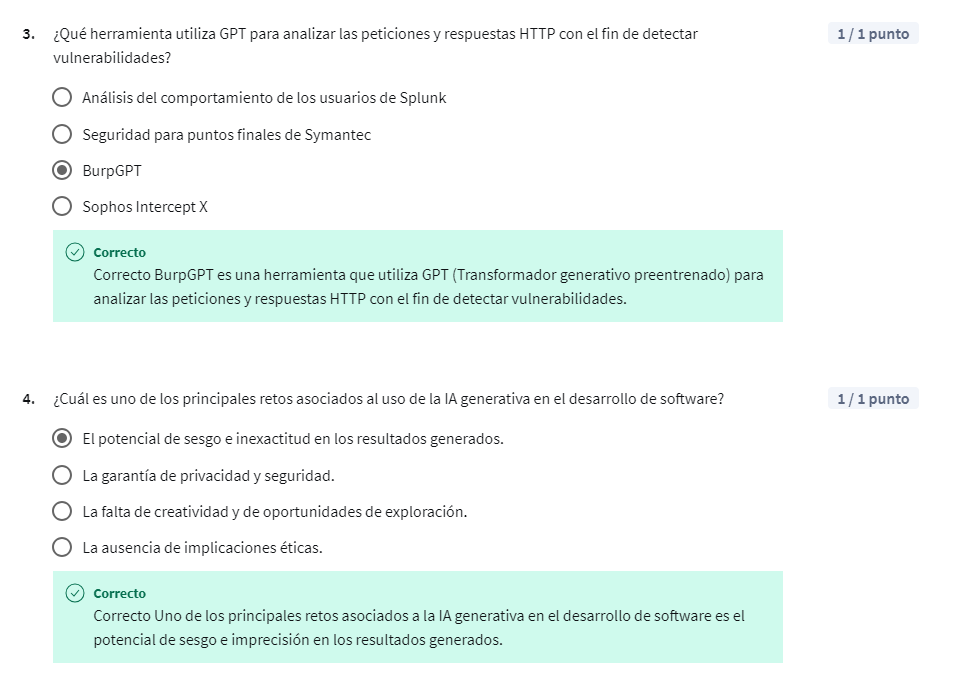 3. ¿Qué herramienta utiliza GPT para analizar las peticiones y respuestas HTTP con el fin de detectar
vulnerabilidades?
1 / 1 punto
Análisis del comportamiento de los usuarios de Splunk
Seguridad para puntos finales de Symantec
BurpGPT
Sophos Intercept X
Correcto
Correcto BurpGPT es una herramienta que utiliza GPT (Transformador generativo preentrenado) para
analizar las peticiones y respuestas HTTP con el fin de detectar vulnerabilidades.
4. ¿Cuál es uno de los principales retos asociados al uso de la IA generativa en el desarrollo de software?
1 / 1 punto
El potencial de sesgo e inexactitud en los resultados generados.
La garantía de privacidad y seguridad.
La falta de creatividad y de oportunidades de exploración.
La ausencia de implicaciones éticas.
Correcto
Correcto Uno de los principales retos asociados a la IA generativa en el desarrollo de software es el
potencial de sesgo e imprecisión en los resultados generados.